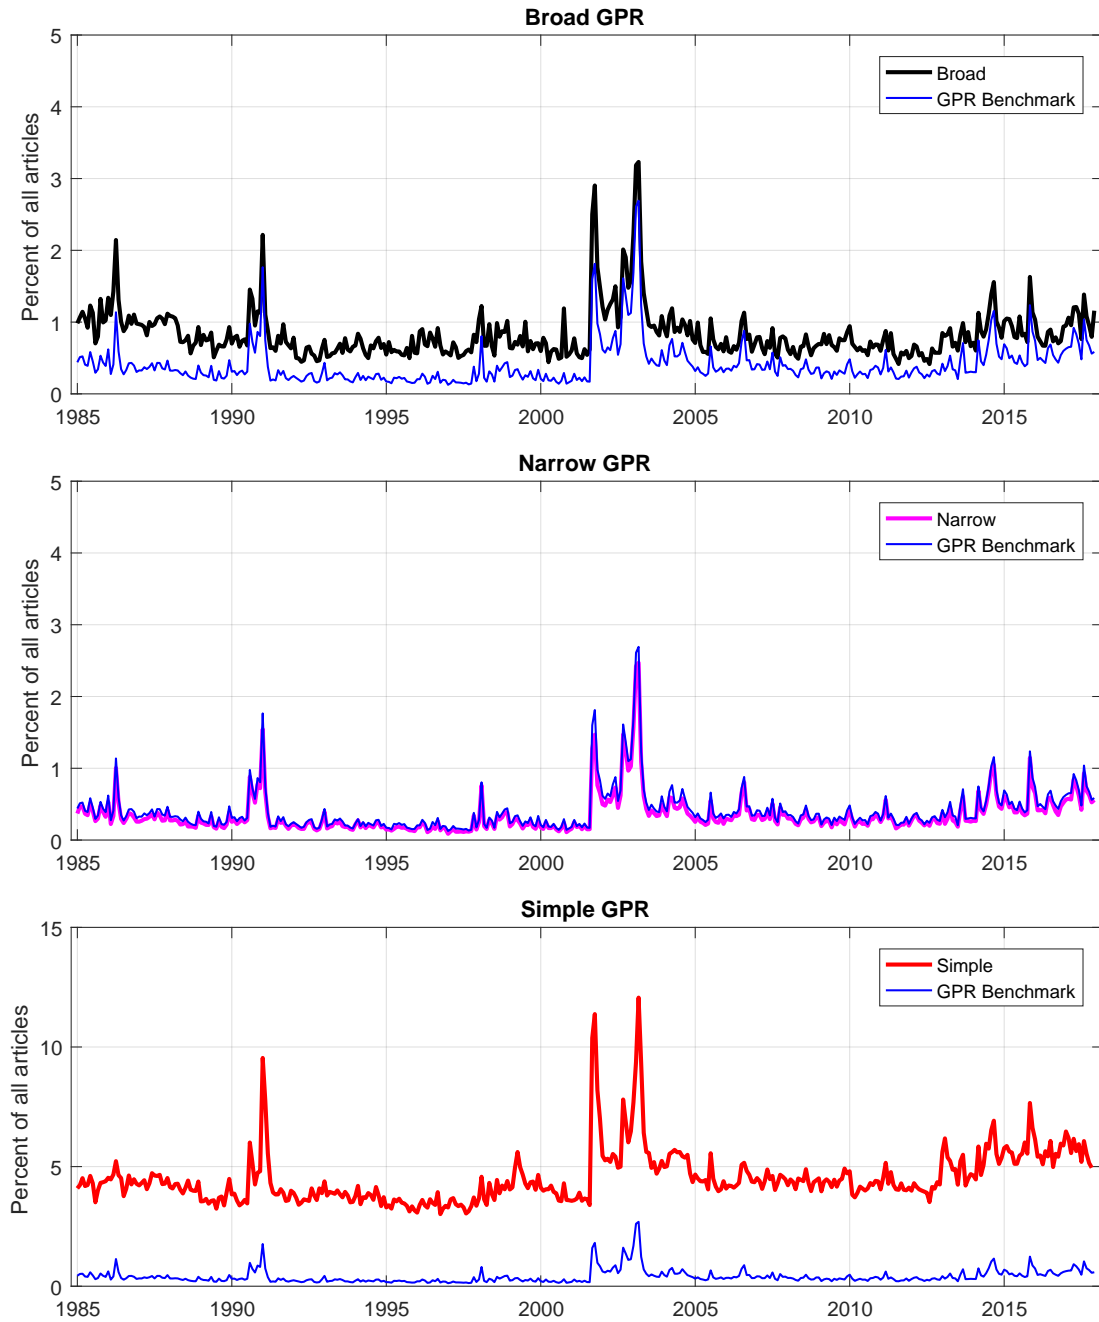 Broad GPR
Percent of all articles
5
4
3
2
1
0
Broad
GPR Benchmark
1985 1990 1995 2000 2005 2010 2015
Narrow GPR
Percent of all articles
5
4
3
2
1
0
Narrow
GPR Benchmark
1985 1990 1995 2000 2005 2010 2015
Simple GPR
Percent of all articles
15
10
5
0
Simple
GPR Benchmark
1985 1990 1995 2000 2005 2010 2015